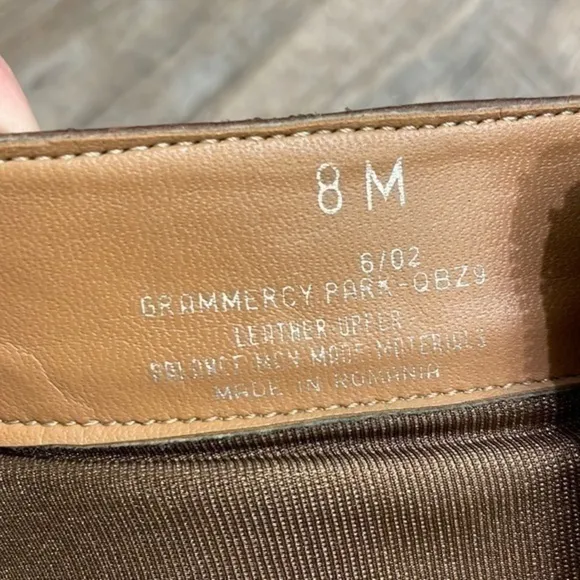 8 M
6/02
GRAMMERCY PARK-QBZ9
LEATHER UPPER
BALANCE MAN MADE MATERIALS
MADE IN ROMANIA